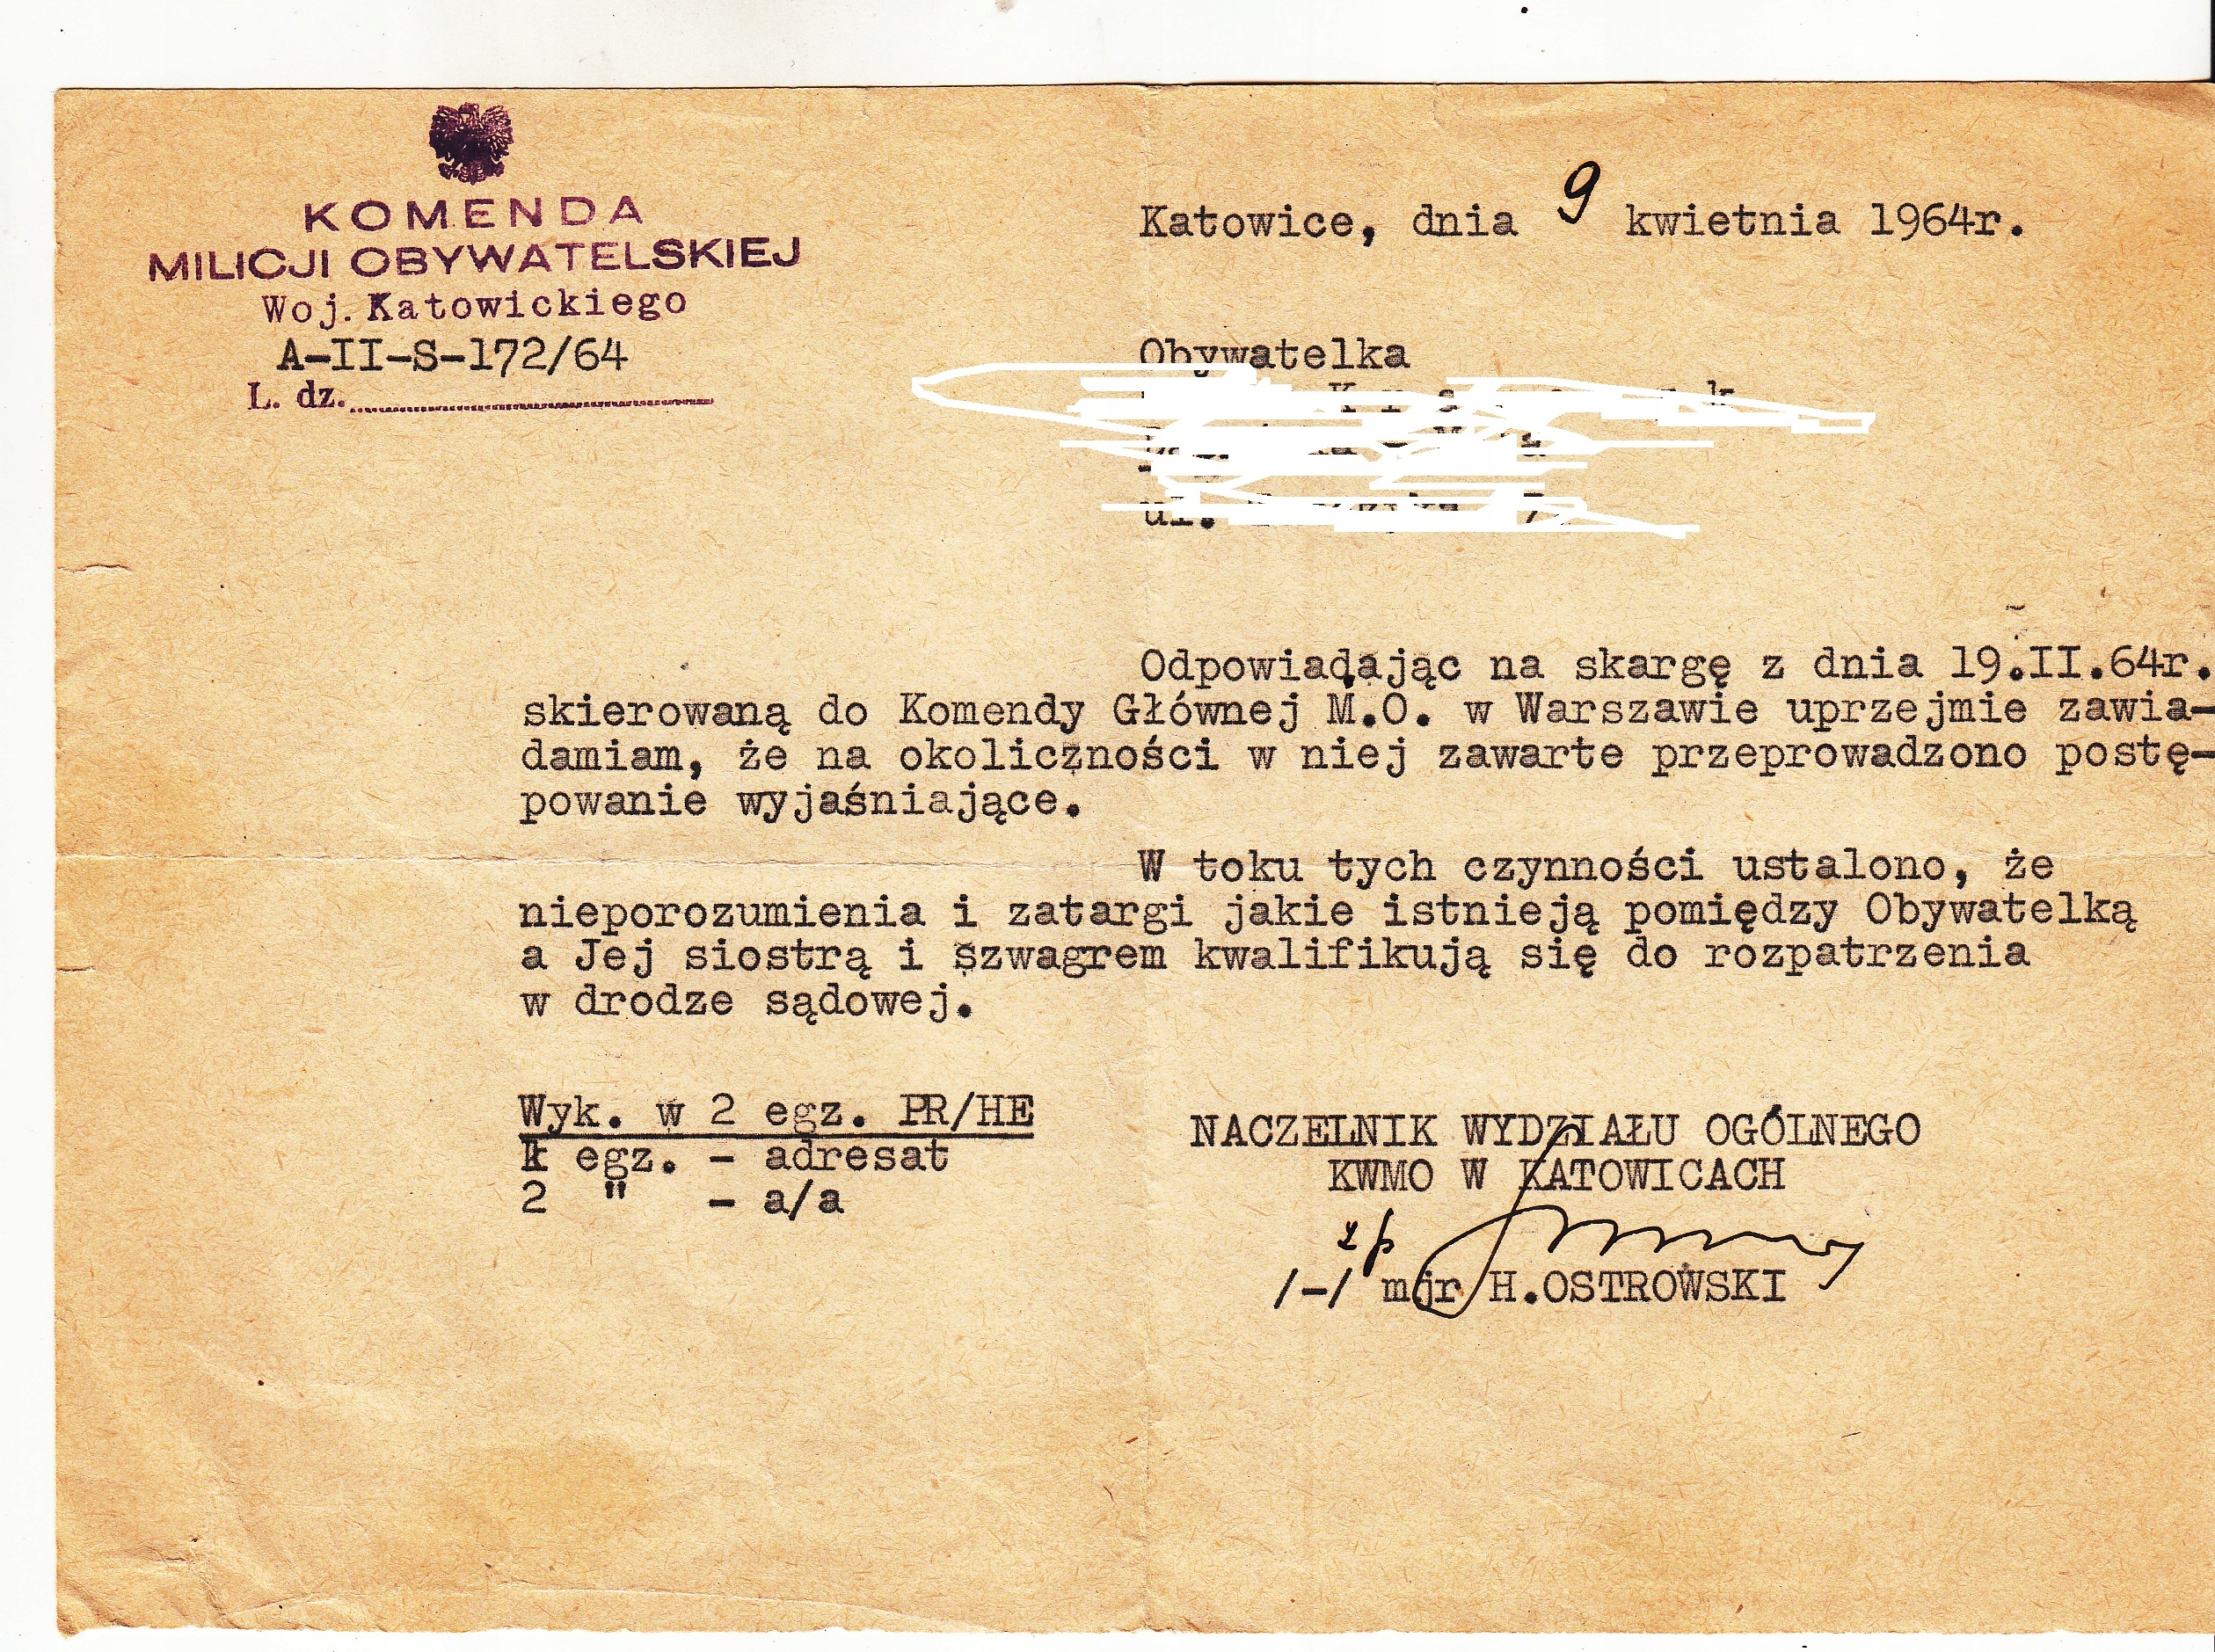 KOMENDA
MILICJI OBYWATELSKIEJ
Woj. Katowickiego
A-II-S-172/64
L. dz.
Katowice, dnia 9 kwietnia 1964r.
Obywatelka
ul.
Odpowiadając na skargę z dnia 19.II.64r.
skierowaną do Komendy Głównej M.O. w Warszawie uprzejmie zawia-
damiam, że na okoliczności w niej zawarte przeprowadzono postę-
powanie wyjaśniające.
W toku tych czynności ustalono, że
nieporozumienia i zatargi jakie istnieją pomiędzy Obywatelką
a Jej siostrą i szwagrem kwalifikują się do rozpatrzenia
w drodze sądowej.
Wyk. w 2 egz. PR/HE
egz. - adresat
2 " - a/a
NACZELNIK WYDZIAŁU OGÓLNEGO
KWMO W KATOWICACH
zp
/-/ mjr H.OSTROWSKI